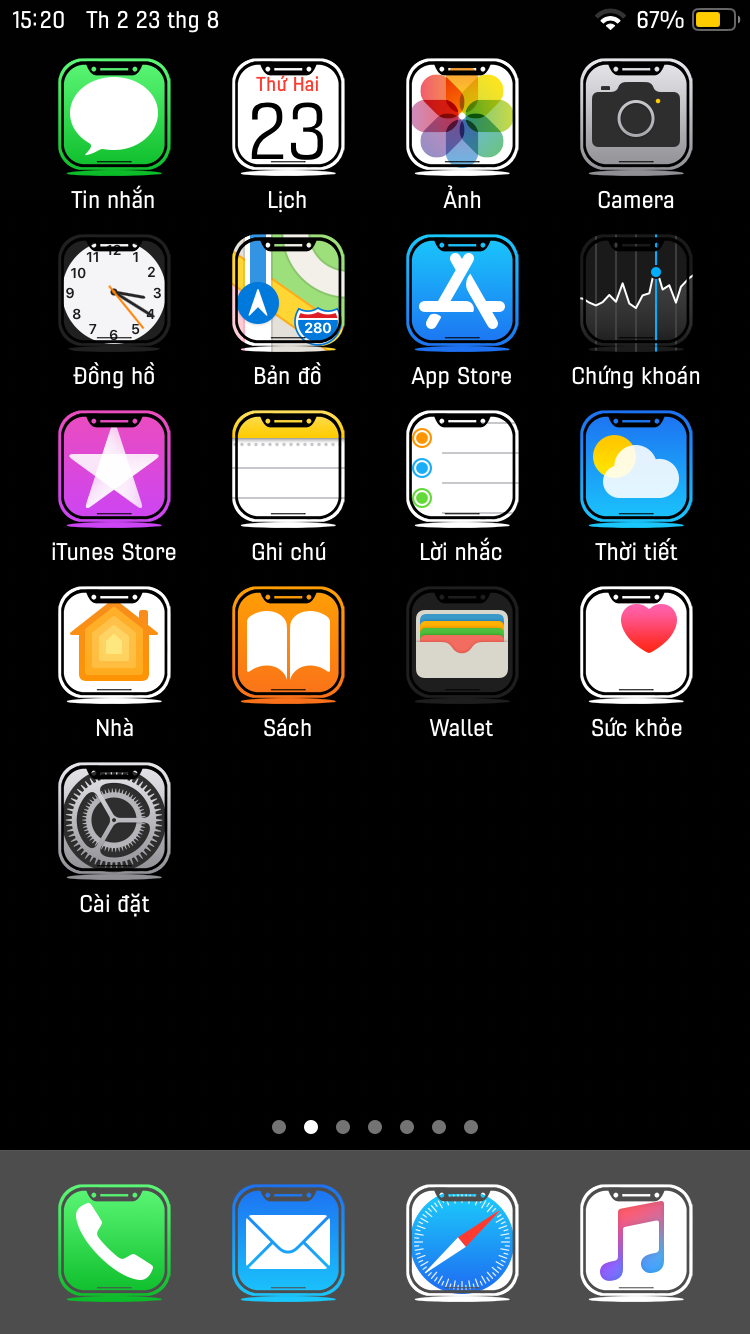 15:20 Th 2 23 thg 8 67%
Thứ Hai
23
Tin nhắn Lịch Ảnh Camera
12
11 1
10 2
9 3
8 4
7 5
6
280
Đồng hồ Bản đồ App Store Chứng khoán
iTunes Store Ghi chú Lời nhắc Thời tiết
Nhà Sách Wallet Sức khỏe
Cài đặt